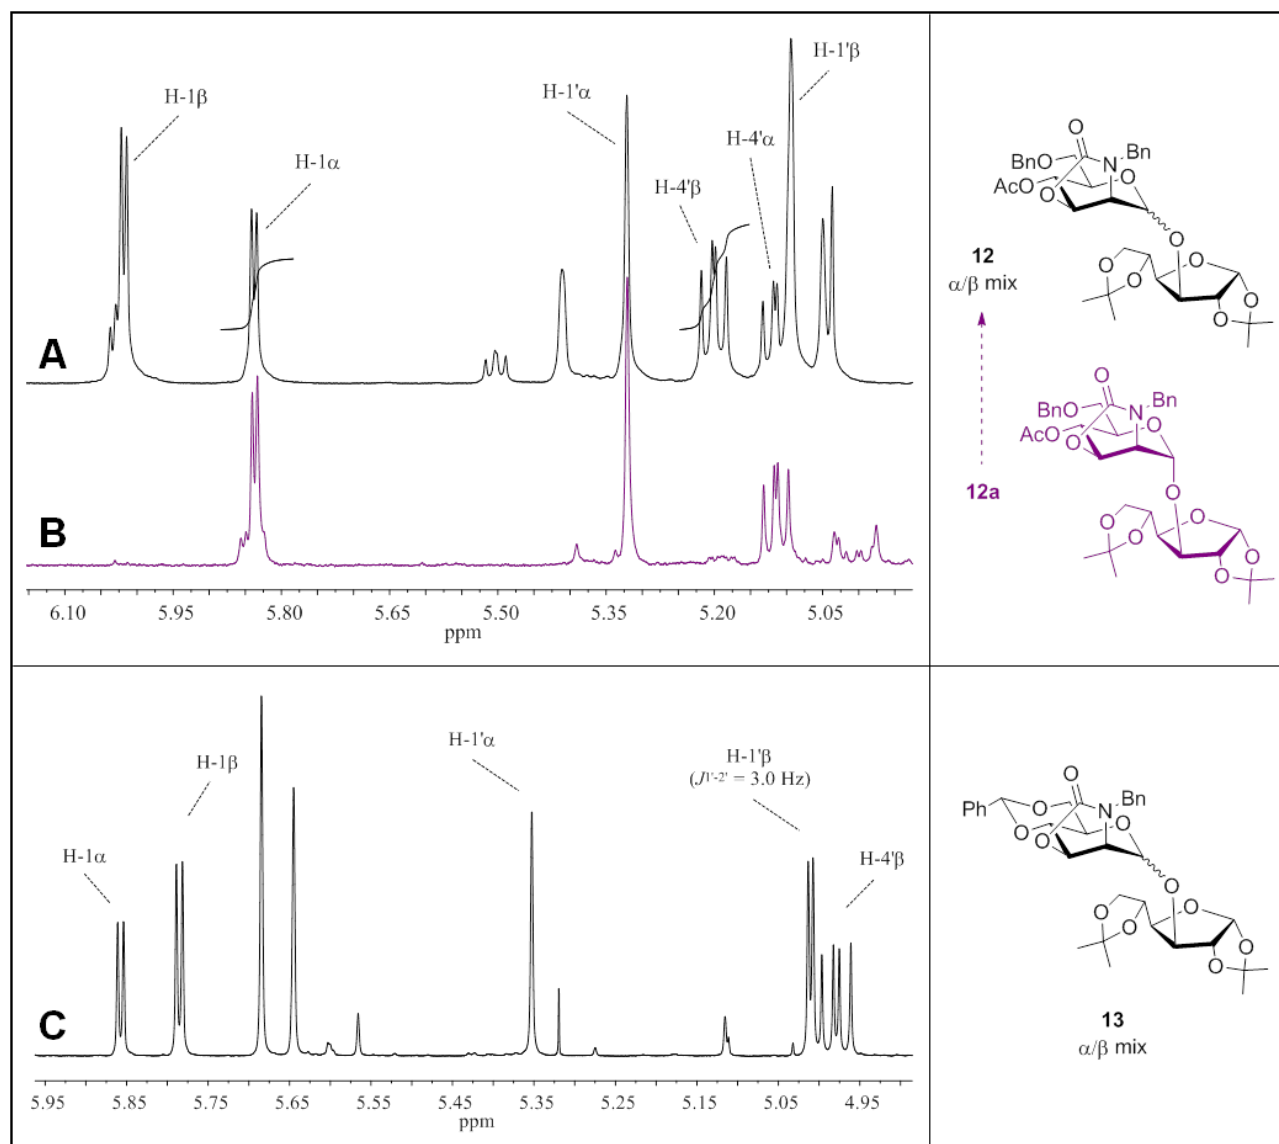 H-1β
H-1α
H-1'α
H-4'β
H-4'α
H-1'β
A
B
6.10 5.95 5.80 5.65 5.50 5.35 5.20 5.05
ppm
O
BnO N Bn
AcO O O
O
12
α/β mix
O O
O O
O
O
BnO N Bn
AcO O O
12a
O
O O
O O
O
H-1α
H-1β
H-1'α
H-1'β
(J1'-2' = 3.0 Hz)
H-4'β
C
5.95 5.85 5.75 5.65 5.55 5.45 5.35 5.25 5.15 5.05 4.95
ppm
O
Ph O N Bn
O O O
O
O O
O O
O
13
α/β mix